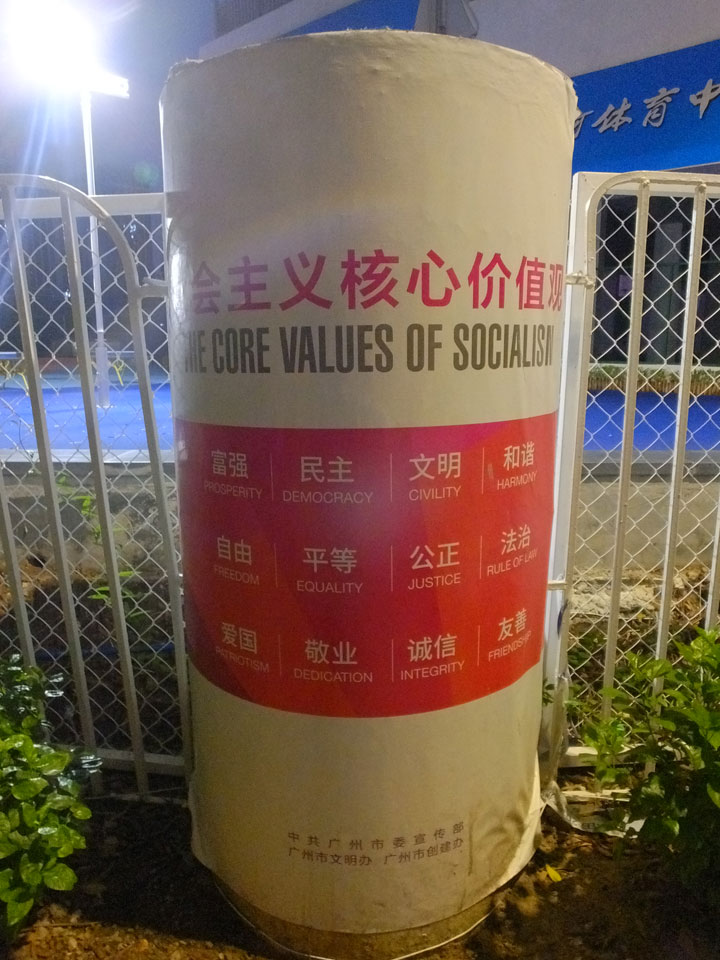 体育中
会主义核心价值观
THE CORE VALUES OF SOCIALISM
富强 民主 文明 和谐
PROSPERITY DEMOCRACY CIVILITY HARMONY
自由 平等 公正 法治
FREEDOM EQUALITY JUSTICE RULE OF LAW
爱国 敬业 诚信 友善
PATRIOTISM DEDICATION INTEGRITY FRIENDSHIP
中共广州市委宣传部
广州市文明办 广州市创建办